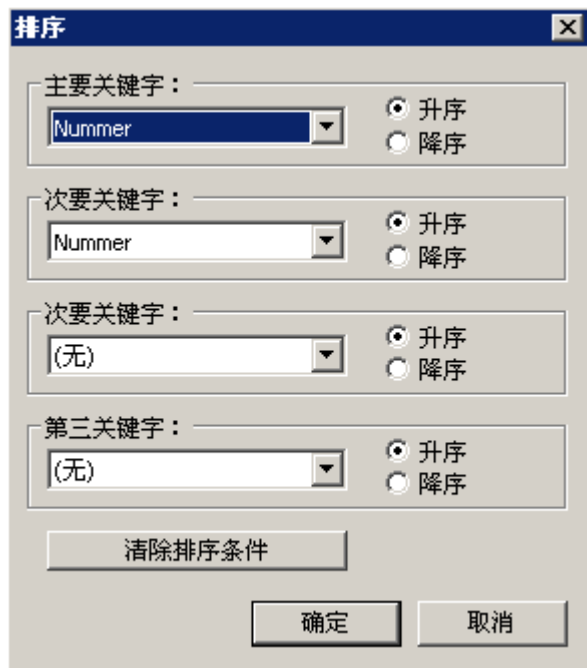 排序
主要关键字：
Nummer
升序
降序
次要关键字：
Nummer
升序
降序
次要关键字：
(无)
升序
降序
第三关键字：
(无)
升序
降序
清除排序条件
确定
取消